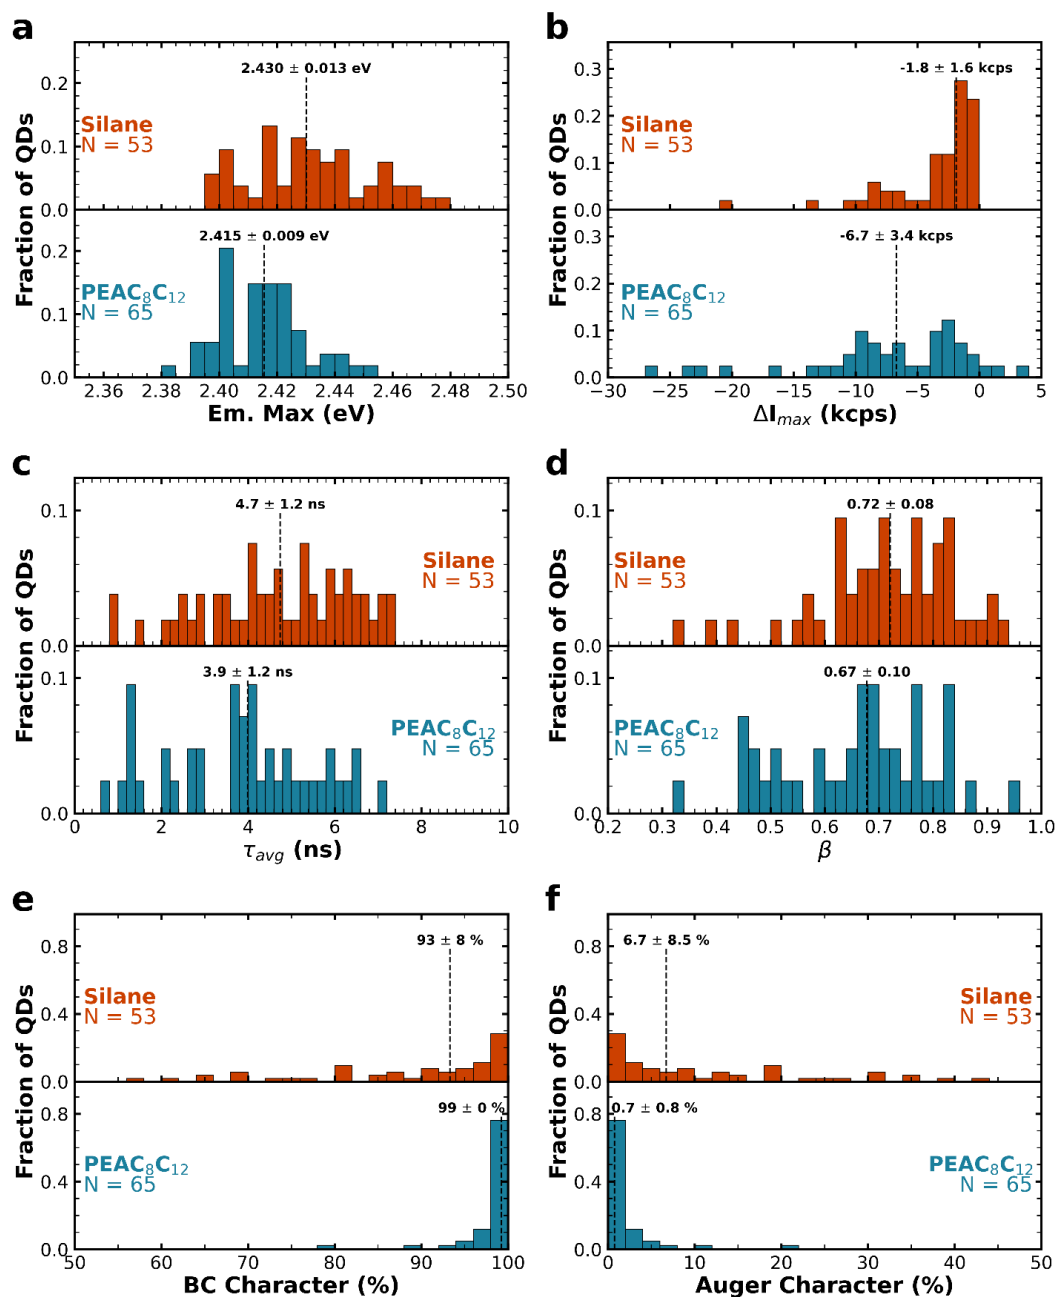 a
Fraction of QDs
0.2
0.1
0.0
2.430 ± 0.013 eV
Silane
N = 53
0.2
0.1
0.0
2.415 ± 0.009 eV
PEAC₈C₁₂
N = 65
2.36 2.38 2.40 2.42 2.44 2.46 2.48 2.50
Em. Max (eV)
b
Fraction of QDs
0.3
0.2
0.1
0.0
-1.8 ± 1.6 kcps
Silane
N = 53
0.3
0.2
0.1
0.0
-6.7 ± 3.4 kcps
PEAC₈C₁₂
N = 65
−30 −25 −20 −15 −10 −5 0 5
ΔI_max (kcps)
c
Fraction of QDs
0.1
0.0
4.7 ± 1.2 ns
Silane
N = 53
Fraction of QDs
0.1
0.0
3.9 ± 1.2 ns
PEAC₈C₁₂
N = 65
0 2 4 6 8 10
τ_avg (ns)
d
Fraction of QDs
0.1
0.0
0.72 ± 0.08
Silane
N = 53
Fraction of QDs
0.1
0.0
0.67 ± 0.10
PEAC₈C₁₂
N = 65
0.2 0.3 0.4 0.5 0.6 0.7 0.8 0.9 1.0
β
e
Fraction of QDs
0.8
0.4
0.0
93 ± 8 %
Silane
N = 53
0.8
0.4
0.0
99 ± 0 %
PEAC₈C₁₂
N = 65
50 60 70 80 90 100
BC Character (%)
f
Fraction of QDs
0.8
0.4
0.0
6.7 ± 8.5 %
Silane
N = 53
0.8
0.4
0.0
0.7 ± 0.8 %
PEAC₈C₁₂
N = 65
0 10 20 30 40 50
Auger Character (%)